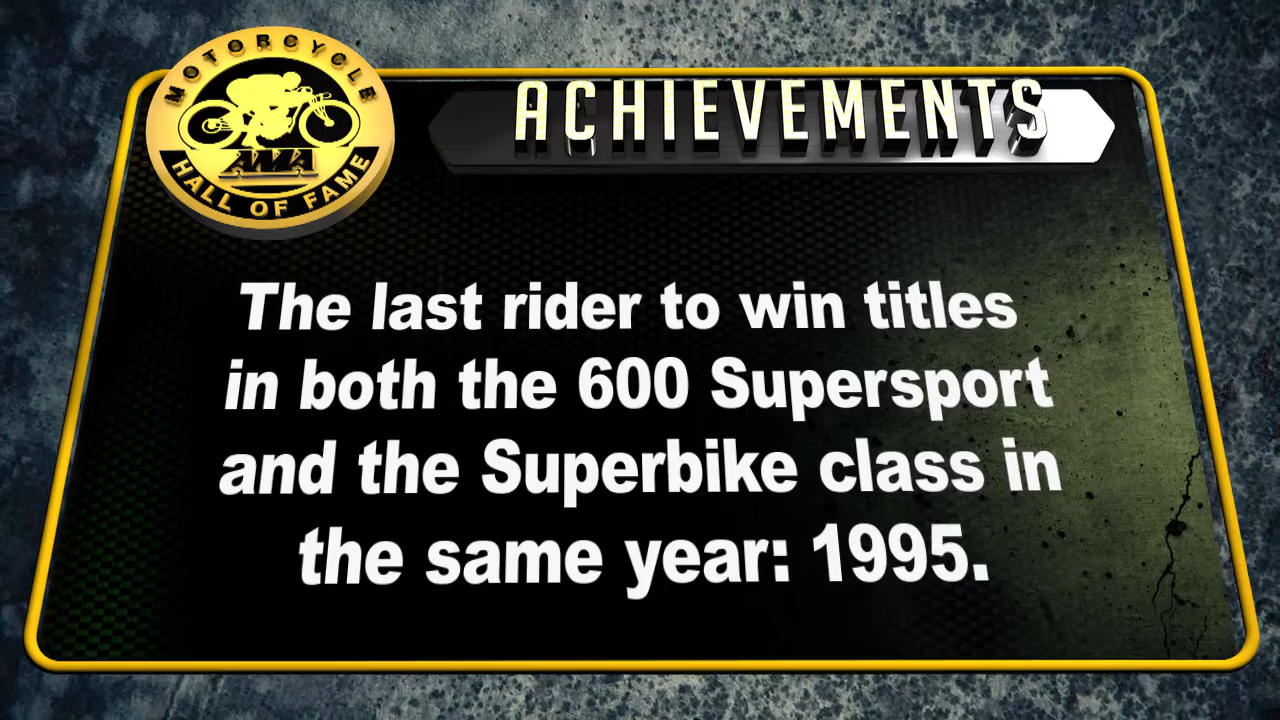 MOTORCYCLE
AMA
HALL OF FAME
ACHIEVEMENTS
The last rider to win titles
in both the 600 Supersport
and the Superbike class in
the same year: 1995.